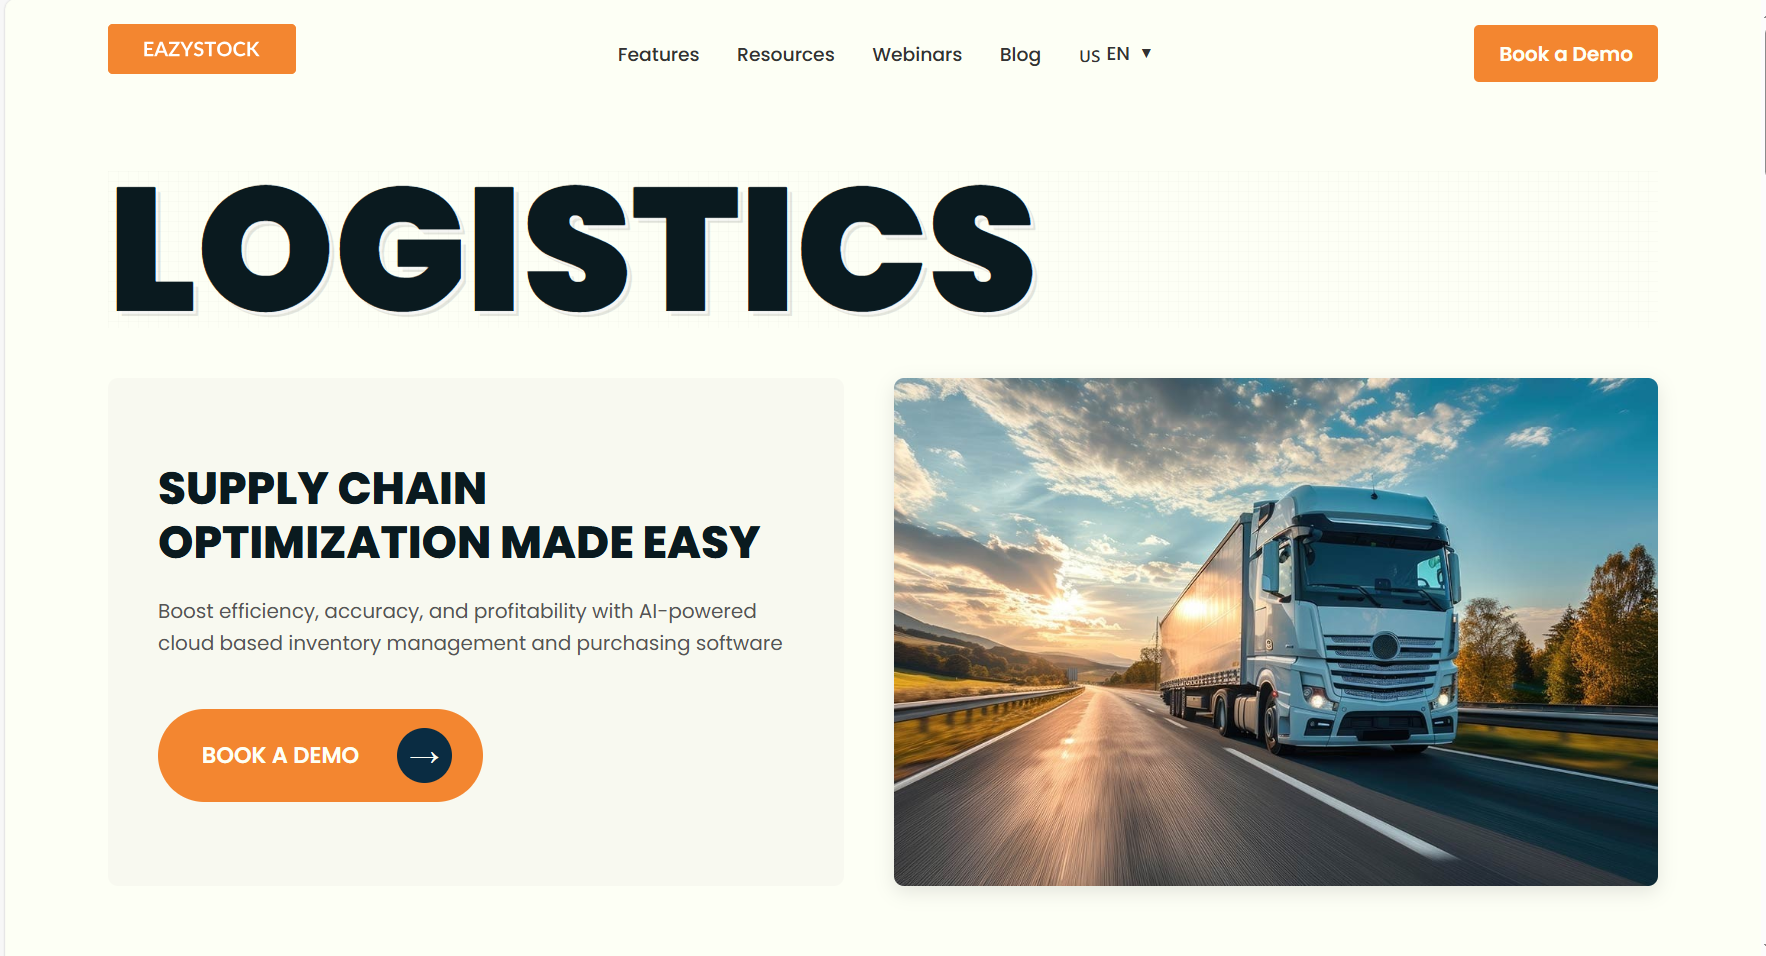 EAZYSTOCK
Features Resources Webinars Blog US EN ▼
Book a Demo
LOGISTICS
SUPPLY CHAIN
OPTIMIZATION MADE EASY
Boost efficiency, accuracy, and profitability with AI-powered
cloud based inventory management and purchasing software
BOOK A DEMO →